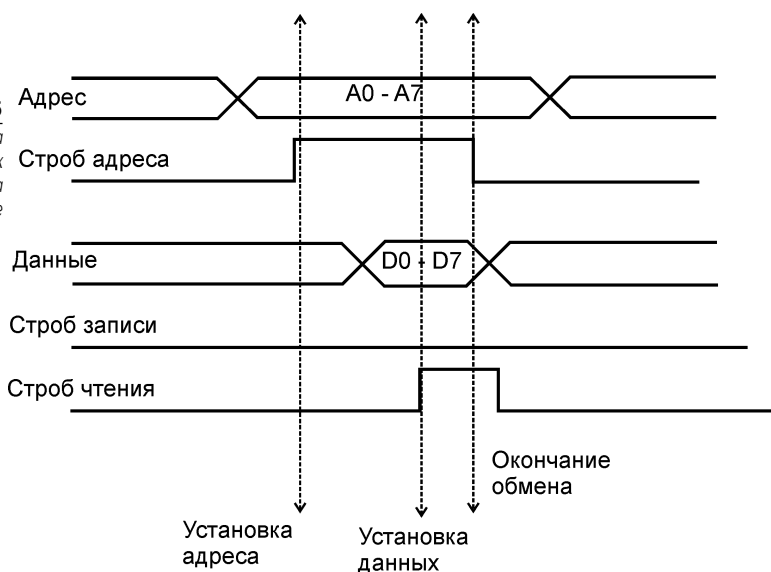 Адрес
A0 - A7
Строб адреса
Данные
D0 - D7
Строб записи
Строб чтения
Окончание
обмена
Установка
адреса
Установка
данных